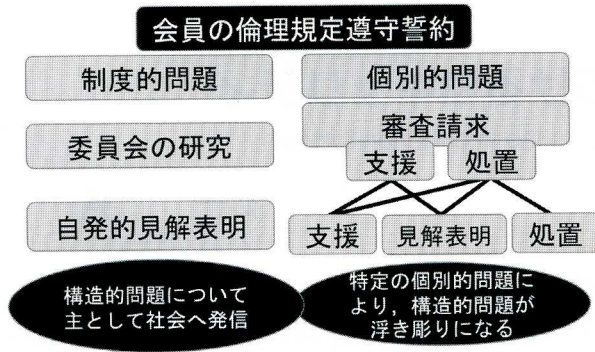 会員の倫理規定遵守誓約
制度的問題
個別的問題
審査請求
委員会の研究
支援
処置
自発的見解表明
支援
見解表明
処置
構造的問題について
主として社会へ発信
特定の個別的問題に
より，構造的問題が
浮き彫りになる